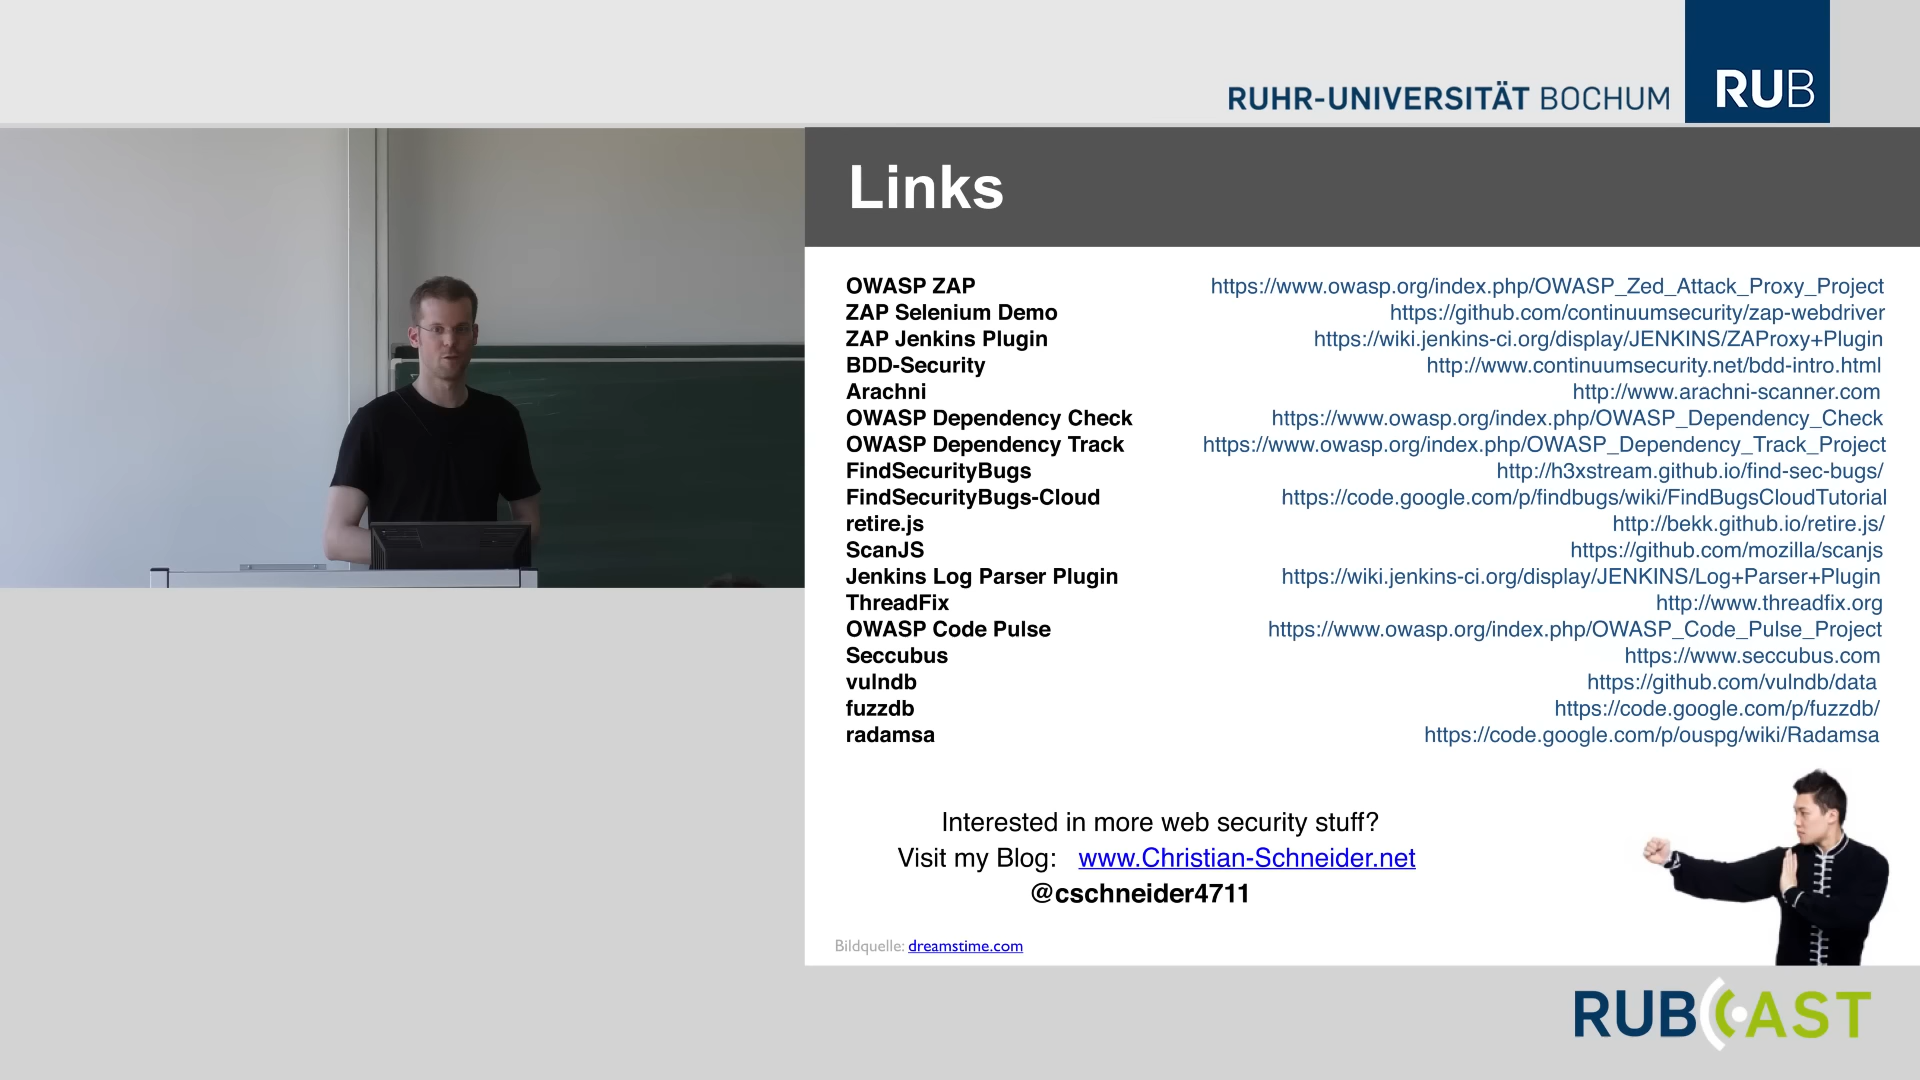 RUHR-UNIVERSITÄT BOCHUM RUB
Links
OWASP ZAP https://www.owasp.org/index.php/OWASP_Zed_Attack_Proxy_Project
ZAP Selenium Demo https://github.com/continuumsecurity/zap-webdriver
ZAP Jenkins Plugin https://wiki.jenkins-ci.org/display/JENKINS/ZAProxy+Plugin
BDD-Security http://www.continuumsecurity.net/bdd-intro.html
Arachni http://www.arachni-scanner.com
OWASP Dependency Check https://www.owasp.org/index.php/OWASP_Dependency_Check
OWASP Dependency Track https://www.owasp.org/index.php/OWASP_Dependency_Track_Project
FindSecurityBugs http://h3xstream.github.io/find-sec-bugs/
FindSecurityBugs-Cloud https://code.google.com/p/findbugs/wiki/FindBugsCloudTutorial
retire.js http://bekk.github.io/retire.js/
ScanJS https://github.com/mozilla/scanjs
Jenkins Log Parser Plugin https://wiki.jenkins-ci.org/display/JENKINS/Log+Parser+Plugin
ThreadFix http://www.threadfix.org
OWASP Code Pulse https://www.owasp.org/index.php/OWASP_Code_Pulse_Project
Seccubus https://www.seccubus.com
vulndb https://github.com/vulndb/data
fuzzdb https://code.google.com/p/fuzzdb/
radamsa https://code.google.com/p/ouspg/wiki/Radamsa
Interested in more web security stuff?
Visit my Blog: www.Christian-Schneider.net
@cschneider4711
Bildquelle: dreamstime.com
RUBCAST